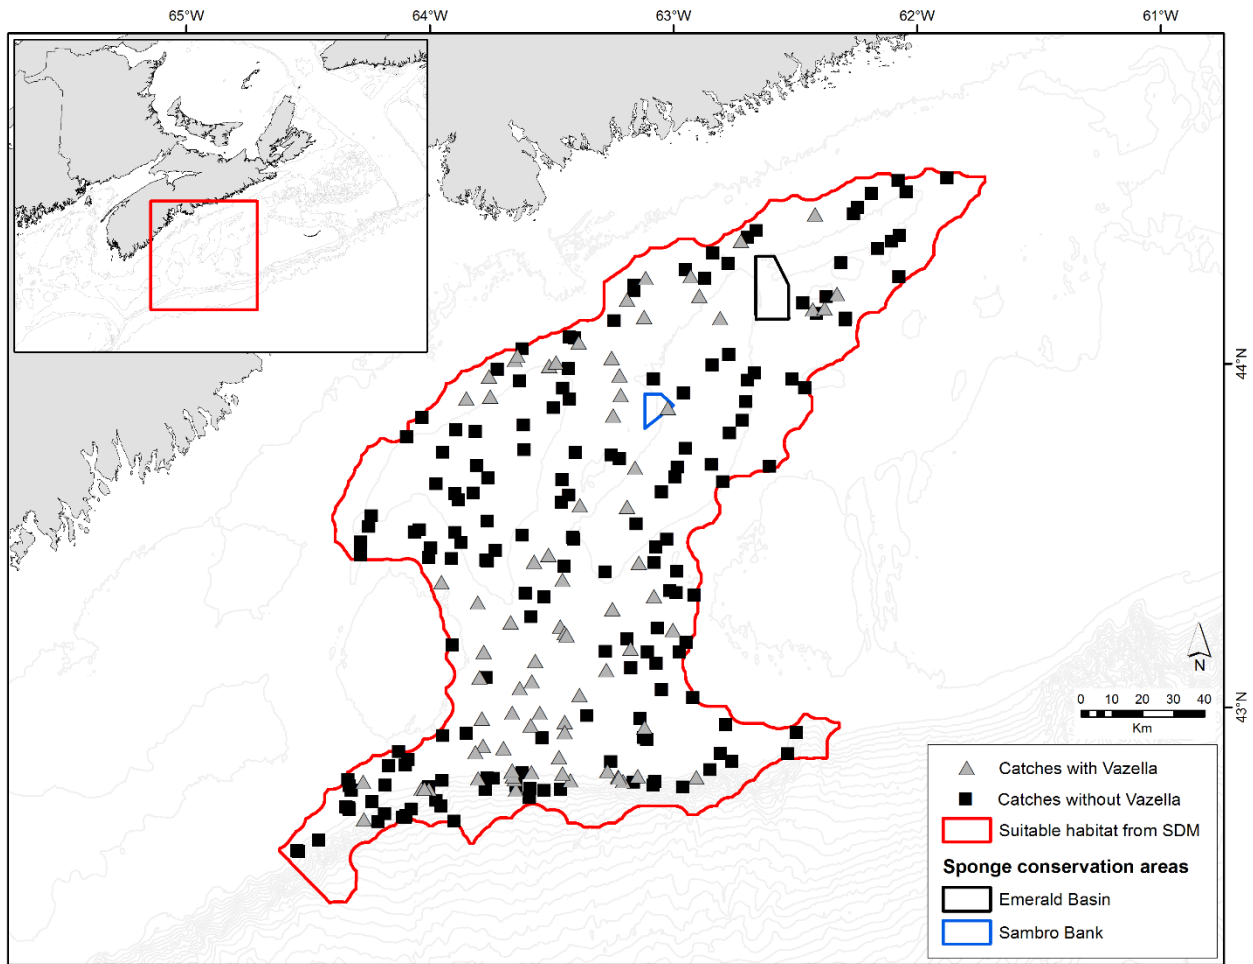 65°W
64°W
63°W
62°W
61°W
44°N
43°N
N
0 5 10 20 30 40
Km
Catches with Vazella
Catches without Vazella
Suitable habitat from SDM
Sponge conservation areas
Emerald Basin
Sambro Bank